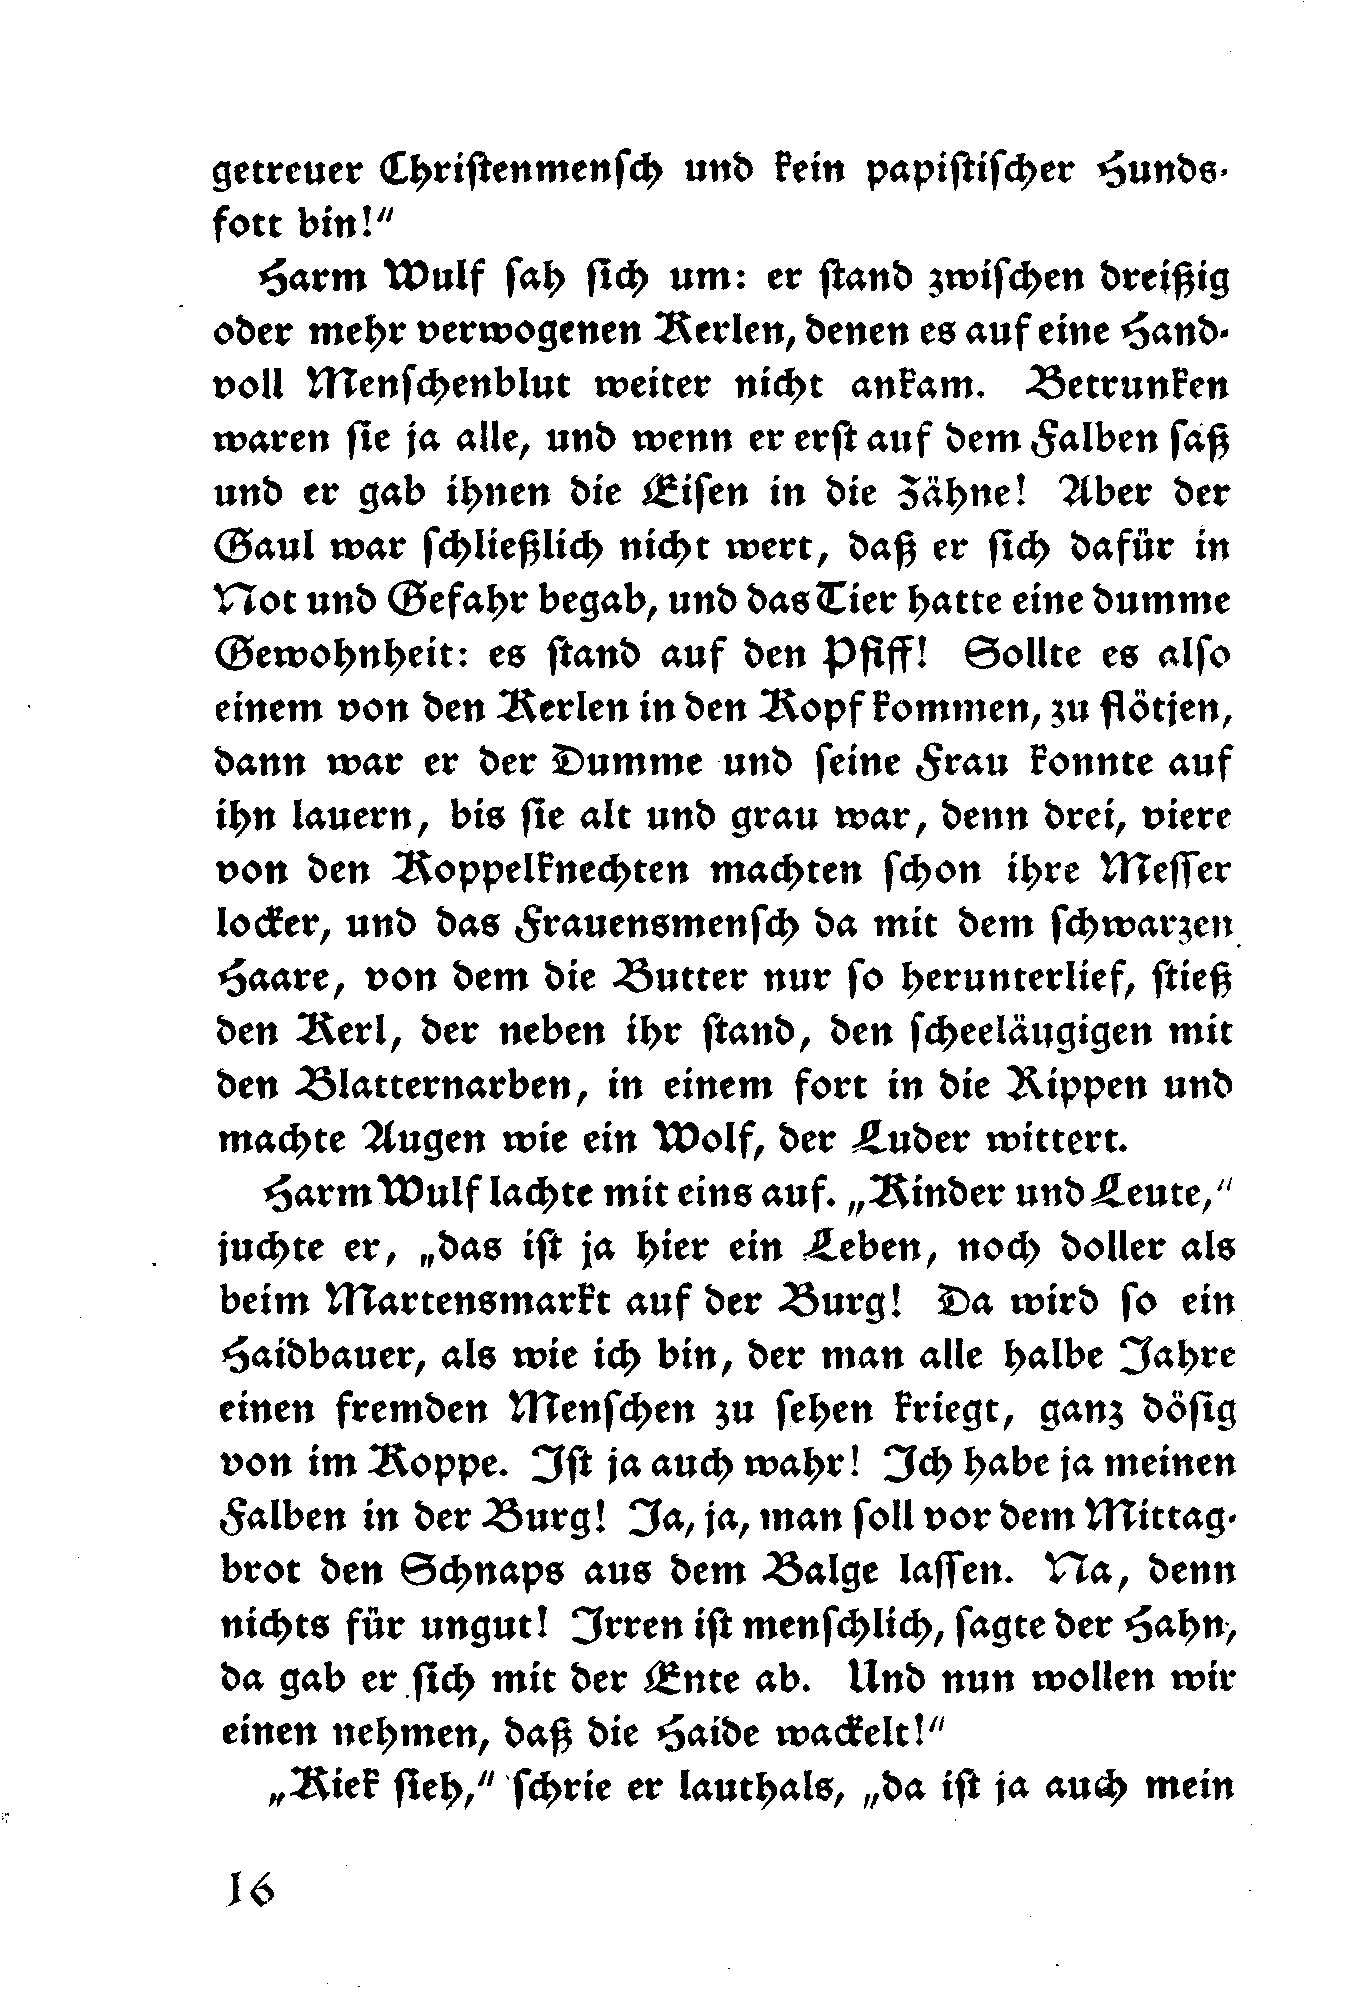 getreuer Christenmensch und kein papistischer Hunds-
fott bin!“
Harm Wulf sah sich um: er stand zwischen dreißig
oder mehr verwogenen Kerlen, denen es auf eine Hand-
voll Menschenblut weiter nicht ankam. Betrunken
waren sie ja alle, und wenn er erst auf dem Falben saß
und er gab ihnen die Eisen in die Zähne! Aber der
Gaul war schließlich nicht wert, daß er sich dafür in
Not und Gefahr begab, und das Tier hatte eine dumme
Gewohnheit: es stand auf den Pfiff! Sollte es also
einem von den Kerlen in den Kopf kommen, zu flötjen,
dann war er der Dumme und seine Frau konnte auf
ihn lauern, bis sie alt und grau war, denn drei, viere
von den Koppelknechten machten schon ihre Messer
locker, und das Frauensmensch da mit dem schwarzen
Haare, von dem die Butter nur so herunterlief, stieß
den Kerl, der neben ihr stand, den scheeläugigen mit
den Blatternarben, in einem fort in die Rippen und
machte Augen wie ein Wolf, der Luder wittert.
Harm Wulf lachte mit eins auf. „Kinder und Leute,“
juchte er, „das ist ja hier ein Leben, noch doller als
beim Martensmarkt auf der Burg! Da wird so ein
Haidbauer, als wie ich bin, der man alle halbe Jahre
einen fremden Menschen zu sehen kriegt, ganz dösig
von im Koppe. Ist ja auch wahr! Ich habe ja meinen
Falben in der Burg! Ja, ja, man soll vor dem Mittag-
brot den Schnaps aus dem Balge lassen. Na, denn
nichts für ungut! Irren ist menschlich, sagte der Hahn,
da gab er sich mit der Ente ab. Und nun wollen wir
einen nehmen, daß die Haide wackelt!“
„Kiek sieh,“ schrie er lauthals, „da ist ja auch mein
16